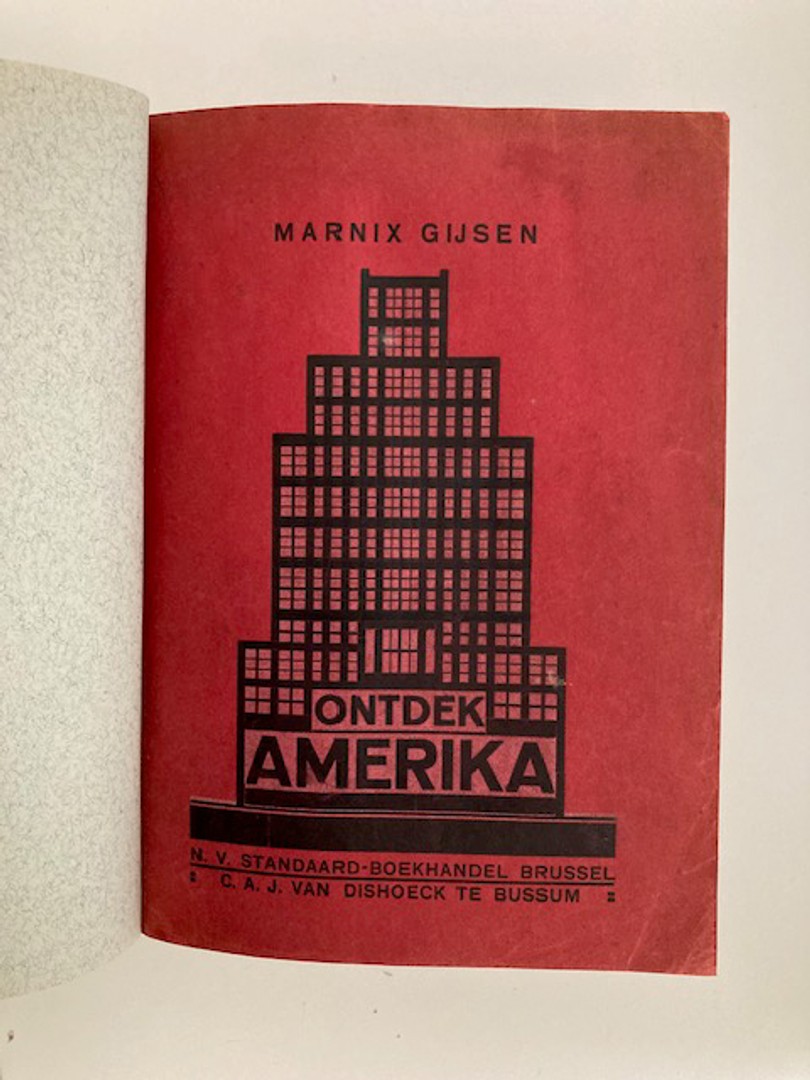 MARNIX GIJSEN
ONTDEK
AMERIKA
N. V. STANDAARD-BOEKHANDEL BRUSSEL
C. A. J. VAN DISHOECK TE BUSSUM